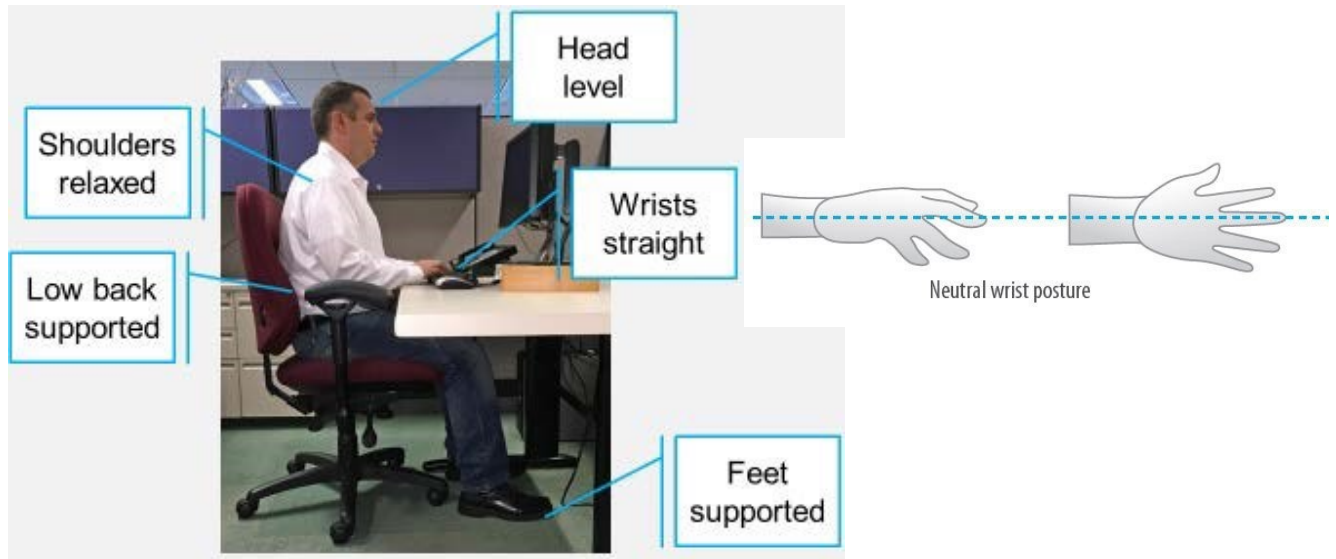 Head
level
Shoulders
relaxed
Wrists
straight
Low back
supported
Neutral wrist posture
Feet
supported